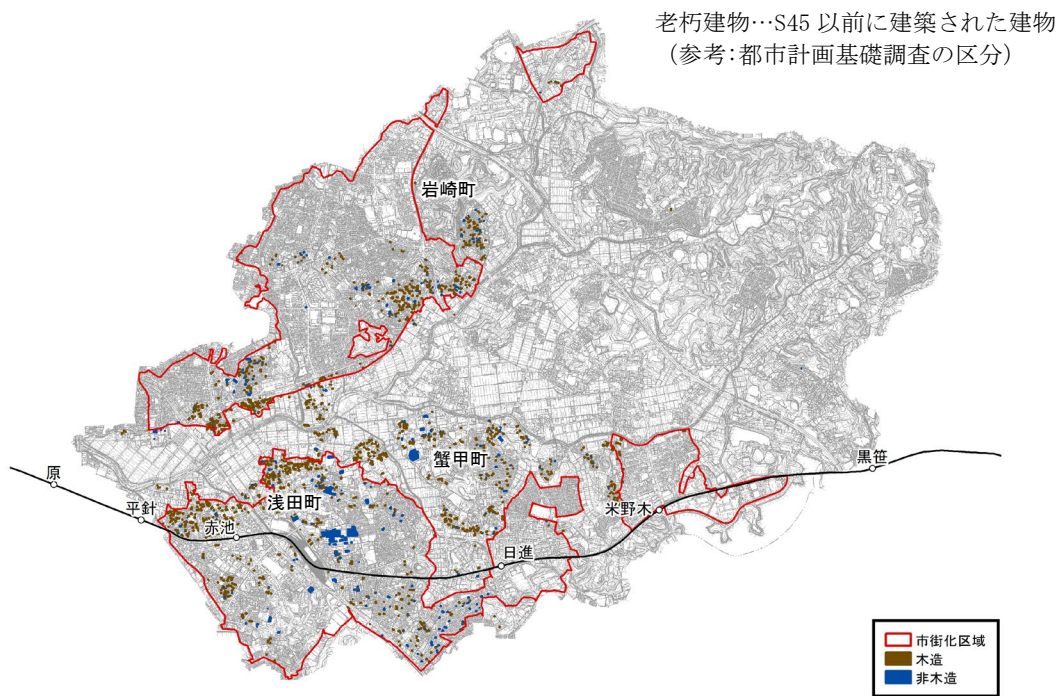 老朽建物…S45 以前に建築された建物
（参考：都市計画基礎調査の区分）
岩崎町
蟹甲町
浅田町
原
平針
赤池
日進
米野木
黒笹
市街化区域
木造
非木造